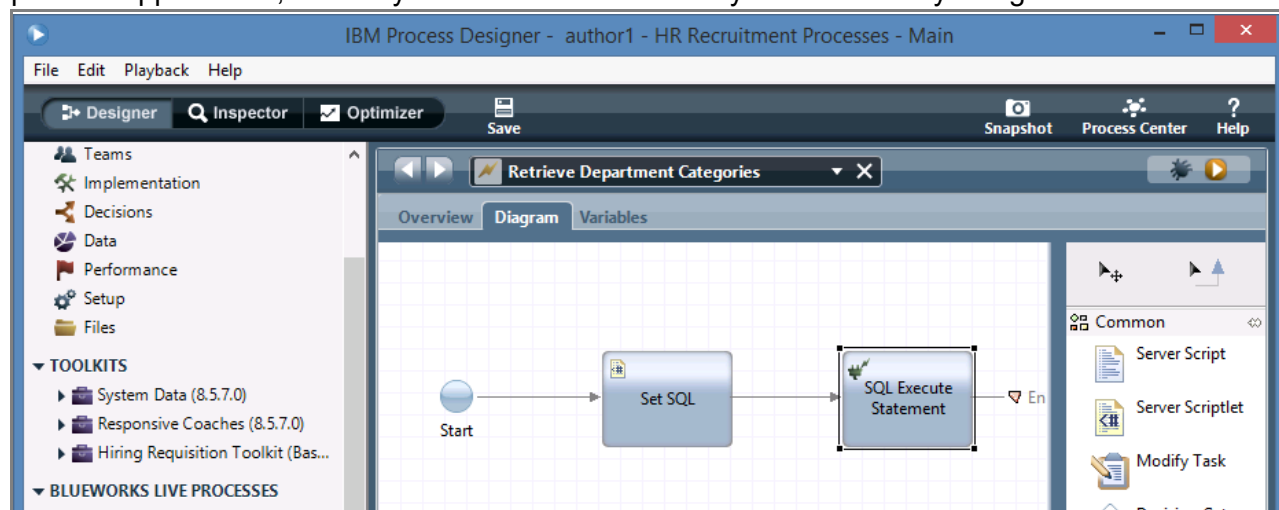 IBM Process Designer - author1 - HR Recruitment Processes - Main
File Edit Playback Help
Designer Inspector Optimizer Save Snapshot Process Center Help
Teams
Implementation
Decisions
Data
Performance
Setup
Files
TOOLKITS
System Data (8.5.7.0)
Responsive Coaches (8.5.7.0)
Hiring Requisition Toolkit (Bas...
BLUEWORKS LIVE PROCESSES
Retrieve Department Categories
Overview Diagram Variables
Start
Set SQL
SQL Execute
Statement
En
Common
Server Script
Server Scriptlet
Modify Task